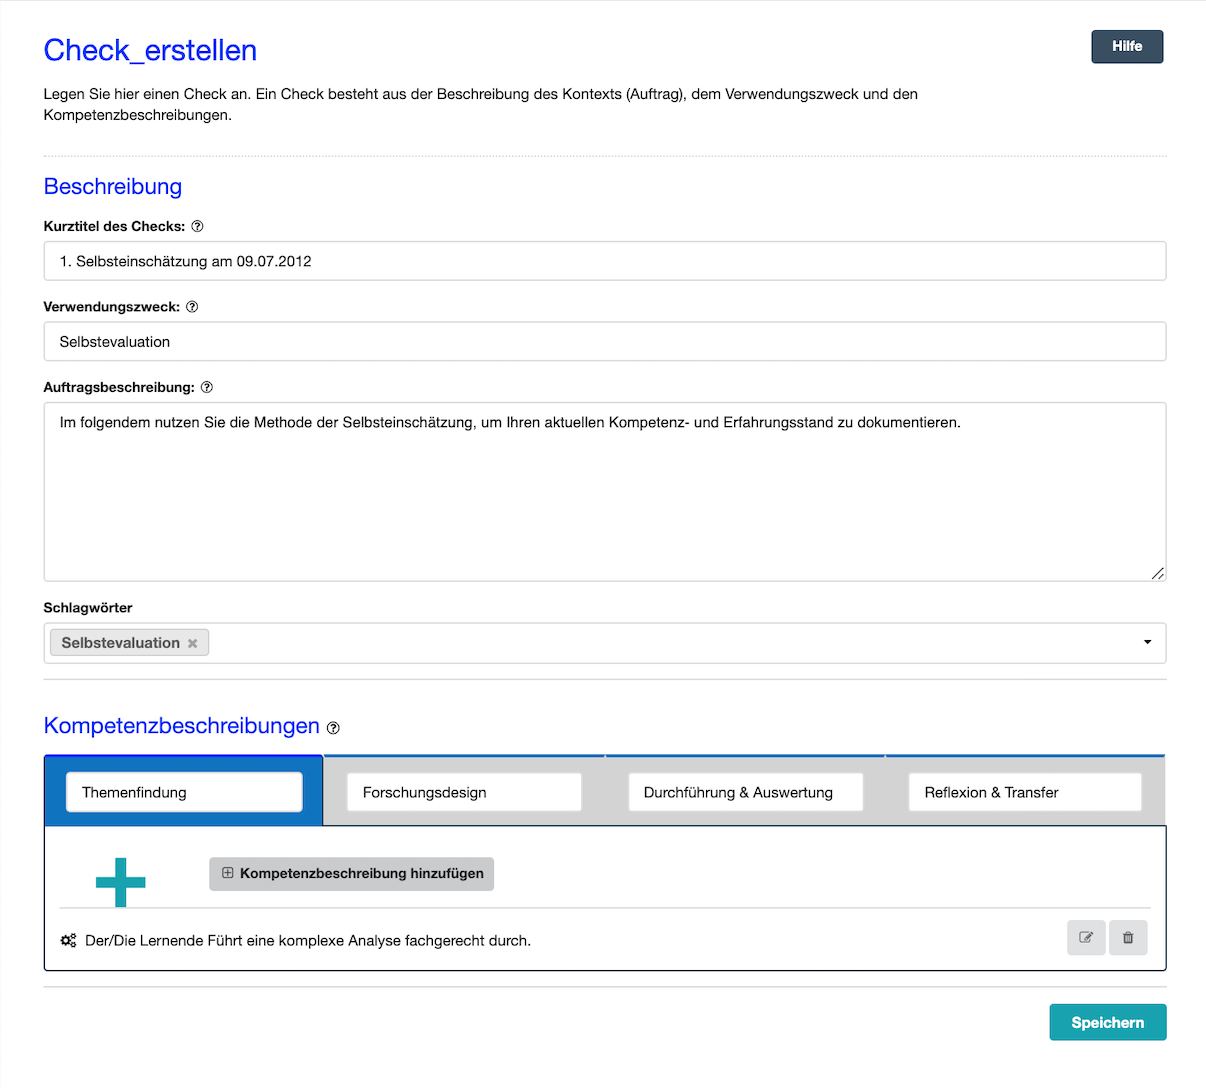 Check_erstellen
Hilfe
Legen Sie hier einen Check an. Ein Check besteht aus der Beschreibung des Kontexts (Auftrag), dem Verwendungszweck und den
Kompetenzbeschreibungen.
Beschreibung
Kurztitel des Checks:
1. Selbsteinschätzung am 09.07.2012
Verwendungszweck:
Selbstevaluation
Auftragsbeschreibung:
Im folgendem nutzen Sie die Methode der Selbsteinschätzung, um Ihren aktuellen Kompetenz- und Erfahrungsstand zu dokumentieren.
Schlagwörter
Selbstevaluation
Kompetenzbeschreibungen
Themenfindung
Forschungsdesign
Durchführung & Auswertung
Reflexion & Transfer
Kompetenzbeschreibung hinzufügen
Der/Die Lernende Führt eine komplexe Analyse fachgerecht durch.
Speichern